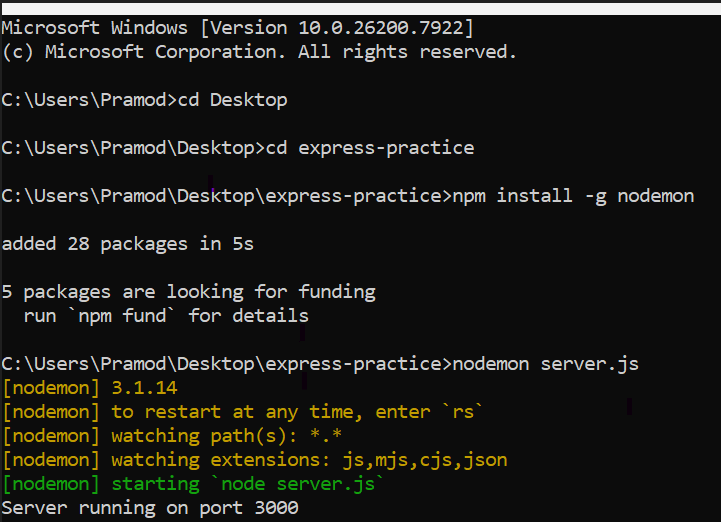 Microsoft Windows [Version 10.0.26200.7922]
(c) Microsoft Corporation. All rights reserved.
C:\Users\Pramod>cd Desktop
C:\Users\Pramod\Desktop>cd express-practice
C:\Users\Pramod\Desktop\express-practice>npm install -g nodemon
added 28 packages in 5s
5 packages are looking for funding
  run `npm fund` for details
C:\Users\Pramod\Desktop\express-practice>nodemon server.js
[nodemon] 3.1.14
[nodemon] to restart at any time, enter `rs`
[nodemon] watching path(s): *.*
[nodemon] watching extensions: js,mjs,cjs,json
[nodemon] starting `node server.js`
Server running on port 3000